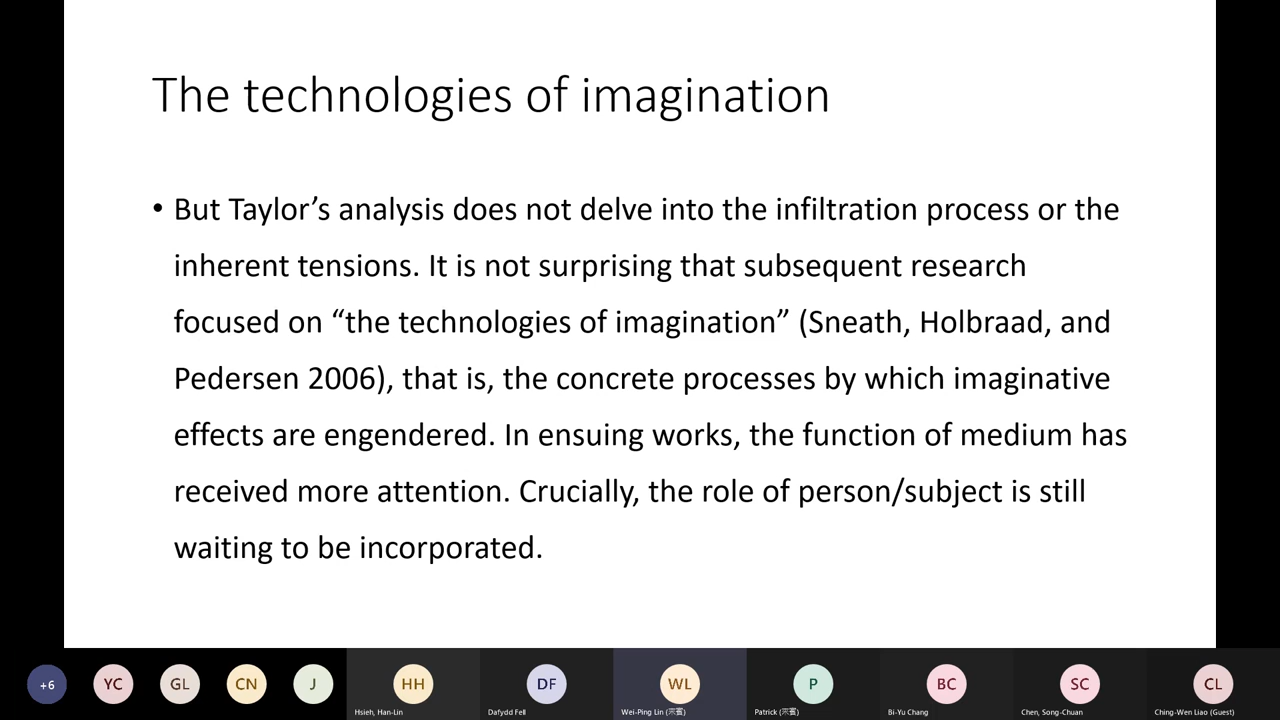 The technologies of imagination
• But Taylor’s analysis does not delve into the infiltration process or the
inherent tensions. It is not surprising that subsequent research
focused on “the technologies of imagination” (Sneath, Holbraad, and
Pedersen 2006), that is, the concrete processes by which imaginative
effects are engendered. In ensuing works, the function of medium has
received more attention. Crucially, the role of person/subject is still
waiting to be incorporated.
+6 YC GL CN J HH DF WL P BC SC CL
Hsieh, Han-Lin Dafydd Fell Wei-Ping Lin Patrick Bi-Yu Chang Chen, Song-Chuan Ching-Wen Liao (Guest)